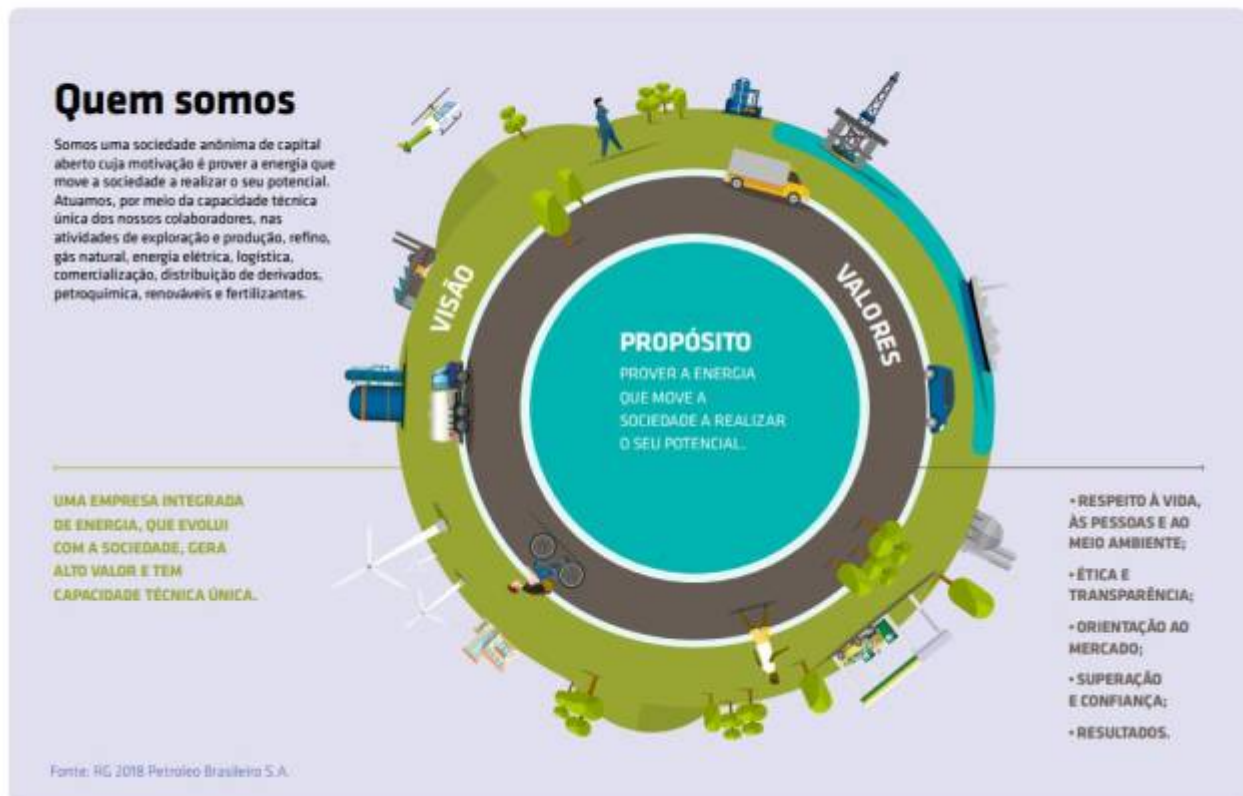 Quem somos
Somos uma sociedade anônima de capital
aberto cuja motivação é prover a energia que
move a sociedade a realizar o seu potencial.
Atuamos, por meio da capacidade técnica
única dos nossos colaboradores, nas
atividades de exploração e produção, refino,
gás natural, energia elétrica, logística,
comercialização, distribuição de derivados,
petroquímica, renováveis e fertilizantes.
VISÃO
VALORES
PROPÓSITO
PROVER A ENERGIA
QUE MOVE A
SOCIEDADE A REALIZAR
O SEU POTENCIAL.
UMA EMPRESA INTEGRADA
DE ENERGIA, QUE EVOLUI
COM A SOCIEDADE, GERA
ALTO VALOR E TEM
CAPACIDADE TÉCNICA ÚNICA.
• RESPEITO À VIDA,
ÀS PESSOAS E AO
MEIO AMBIENTE;
• ÉTICA E
TRANSPARÊNCIA;
• ORIENTAÇÃO AO
MERCADO;
• SUPERAÇÃO
E CONFIANÇA;
• RESULTADOS.
Fonte: RG 2018 Petroleo Brasileiro S.A.